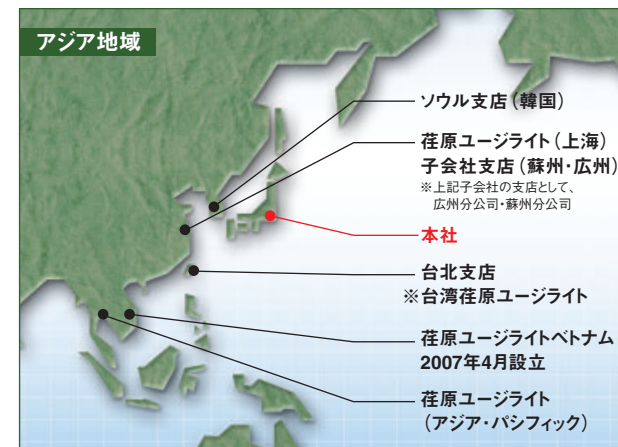 アジア地域
ソウル支店（韓国）
荏原ユージライト（上海）
子会社支店（蘇州・広州）
※上記子会社の支店として、
広州分公司・蘇州分公司
本社
台北支店
※台湾荏原ユージライト
荏原ユージライトベトナム
2007年4月設立
荏原ユージライト
（アジア・パシフィック）